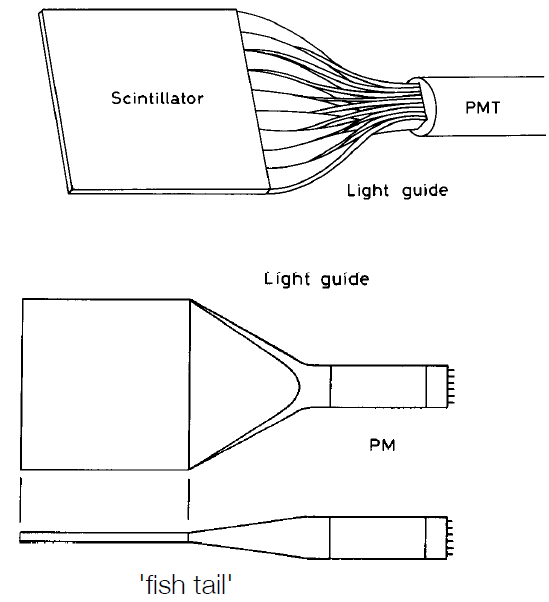 Scintillator
PMT
Light guide
Light guide
PM
'fish tail'